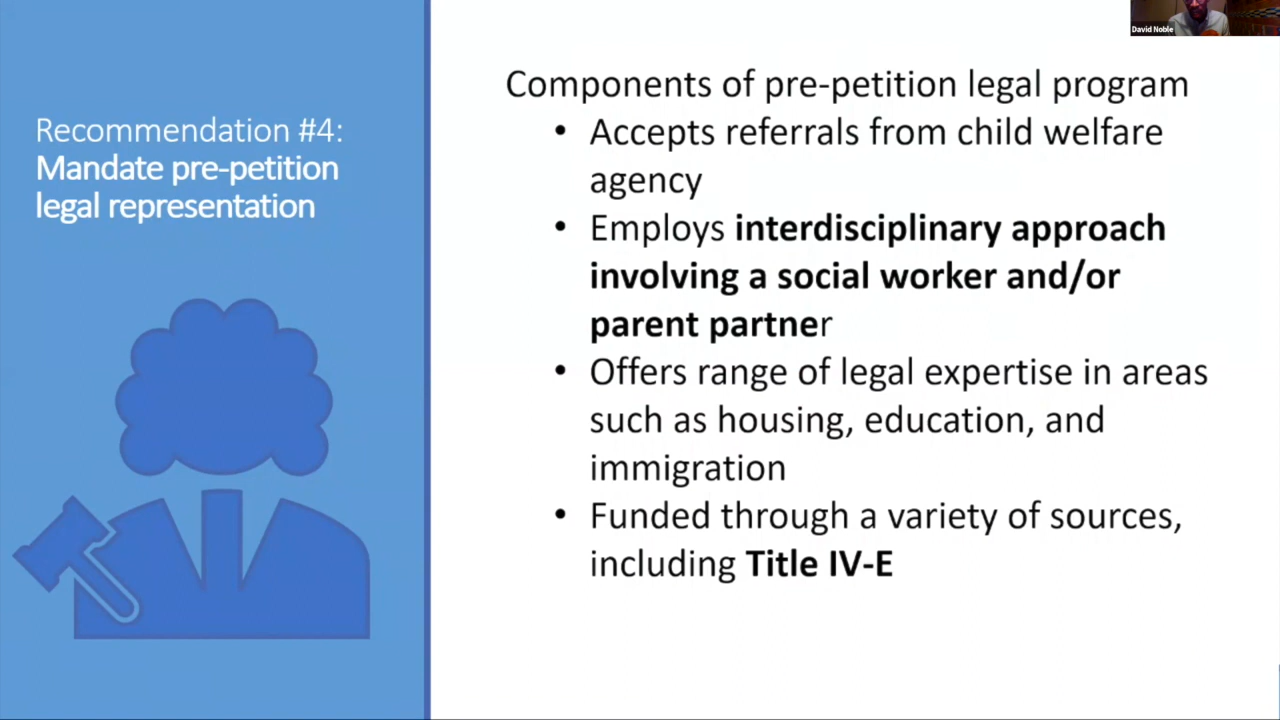 David Noble
Recommendation #4:
Mandate pre-petition
legal representation
Components of pre-petition legal program
• Accepts referrals from child welfare
agency
• Employs interdisciplinary approach
involving a social worker and/or
parent partner
• Offers range of legal expertise in areas
such as housing, education, and
immigration
• Funded through a variety of sources,
including Title IV-E